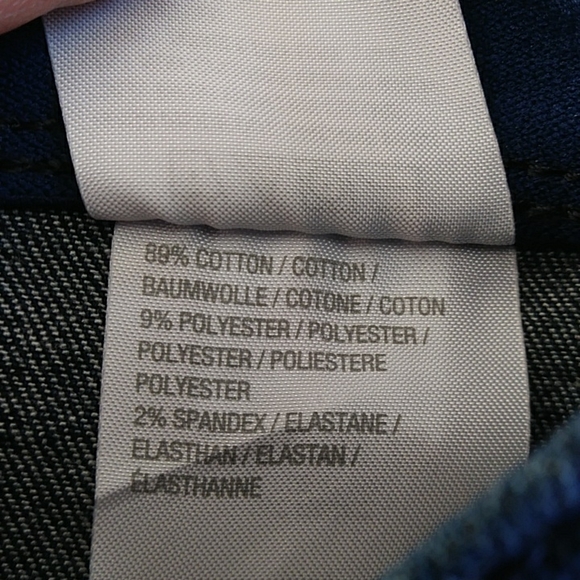 89% COTTON / COTTON /
BAUMWOLLE / COTONE / COTON
9% POLYESTER / POLYESTER /
POLYESTER / POLIESTERE
POLYESTER
2% SPANDEX / ELASTANE /
ELASTHAN / ELASTAN /
ÉLASTHANNE